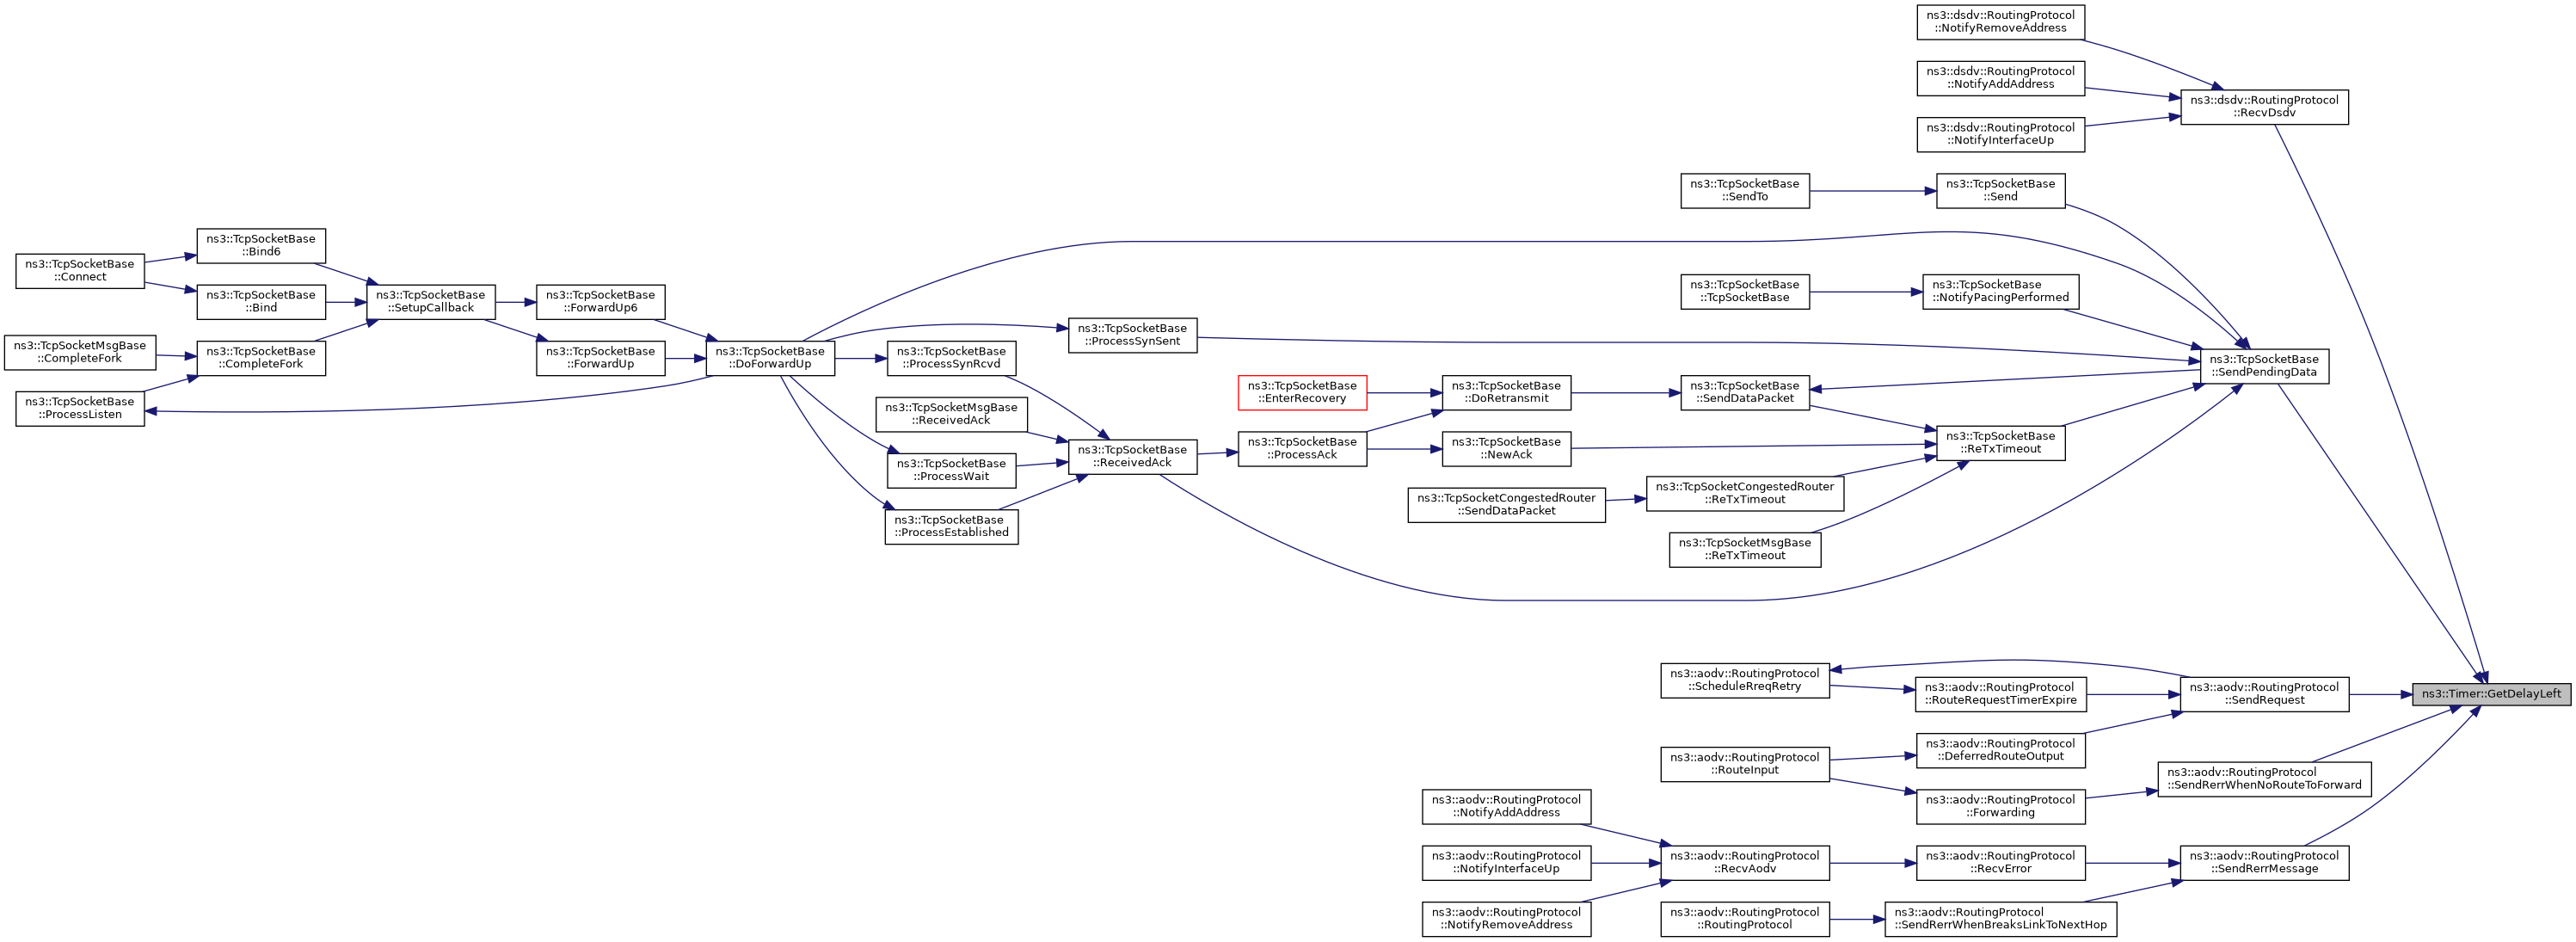 ns3::dsdv::RoutingProtocol
::NotifyRemoveAddress
ns3::dsdv::RoutingProtocol
::NotifyAddAddress
ns3::dsdv::RoutingProtocol
::RecvDsdv
ns3::dsdv::RoutingProtocol
::NotifyInterfaceUp
ns3::TcpSocketBase
::SendTo
ns3::TcpSocketBase
::Send
ns3::TcpSocketBase
::Bind6
ns3::TcpSocketBase
::Connect
ns3::TcpSocketBase
::Bind
ns3::TcpSocketBase
::SetupCallback
ns3::TcpSocketBase
::ForwardUp6
ns3::TcpSocketBase
::TcpSocketBase
ns3::TcpSocketBase
::NotifyPacingPerformed
ns3::TcpSocketMsgBase
::CompleteFork
ns3::TcpSocketBase
::CompleteFork
ns3::TcpSocketBase
::ForwardUp
ns3::TcpSocketBase
::DoForwardUp
ns3::TcpSocketBase
::ProcessSynRcvd
ns3::TcpSocketBase
::ProcessSynSent
ns3::TcpSocketBase
::SendPendingData
ns3::TcpSocketBase
::ProcessListen
ns3::TcpSocketMsgBase
::ReceivedAck
ns3::TcpSocketBase
::EnterRecovery
ns3::TcpSocketBase
::DoRetransmit
ns3::TcpSocketBase
::SendDataPacket
ns3::TcpSocketBase
::ProcessWait
ns3::TcpSocketBase
::ReceivedAck
ns3::TcpSocketBase
::ProcessAck
ns3::TcpSocketBase
::NewAck
ns3::TcpSocketBase
::ReTxTimeout
ns3::TcpSocketBase
::ProcessEstablished
ns3::TcpSocketCongestedRouter
::SendDataPacket
ns3::TcpSocketCongestedRouter
::ReTxTimeout
ns3::TcpSocketMsgBase
::ReTxTimeout
ns3::aodv::RoutingProtocol
::ScheduleRreqRetry
ns3::aodv::RoutingProtocol
::RouteRequestTimerExpire
ns3::aodv::RoutingProtocol
::SendRequest
ns3::Timer::GetDelayLeft
ns3::aodv::RoutingProtocol
::RouteInput
ns3::aodv::RoutingProtocol
::DeferredRouteOutput
ns3::aodv::RoutingProtocol
::SendRerrWhenNoRouteToForward
ns3::aodv::RoutingProtocol
::NotifyAddAddress
ns3::aodv::RoutingProtocol
::Forwarding
ns3::aodv::RoutingProtocol
::NotifyInterfaceUp
ns3::aodv::RoutingProtocol
::RecvAodv
ns3::aodv::RoutingProtocol
::RecvError
ns3::aodv::RoutingProtocol
::SendRerrMessage
ns3::aodv::RoutingProtocol
::NotifyRemoveAddress
ns3::aodv::RoutingProtocol
::RoutingProtocol
ns3::aodv::RoutingProtocol
::SendRerrWhenBreaksLinkToNextHop